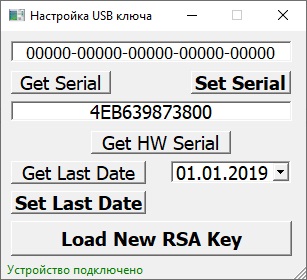 Настройка USB ключа
00000-00000-00000-00000-00000
Get Serial Set Serial
4EB639873800
Get HW Serial
Get Last Date 01.01.2019
Set Last Date
Load New RSA Key
Устройство подключено